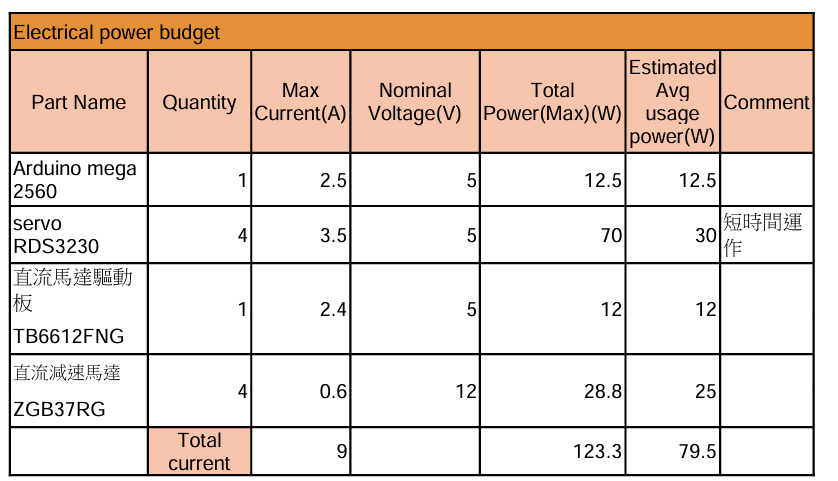 Electrical power budget
Part Name Quantity Max Current(A) Nominal Voltage(V) Total Power(Max)(W) Estimated Avg usage power(W) Comment
Arduino mega 2560 1 2.5 5 12.5 12.5
servo RDS3230 4 3.5 5 70 30 短時間運作
直流馬達驅動板 TB6612FNG 1 2.4 5 12 12
直流減速馬達 ZGB37RG 4 0.6 12 28.8 25
Total current 9 123.3 79.5